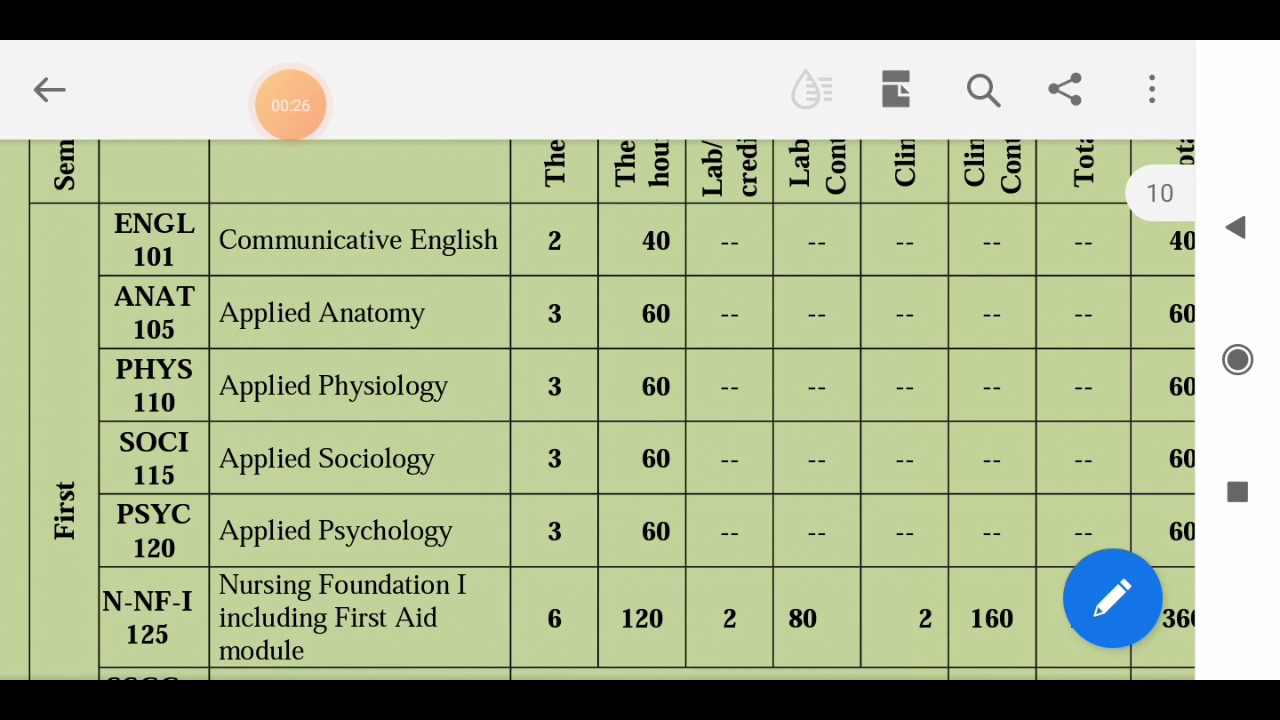 00:26
10
Sem
The
The
hou
Lab/
credi
Lab
Cont
Clin
Clin
Cont
Tota
ENGL
101
Communicative English 2 40 -- -- -- -- -- 40
ANAT
105
Applied Anatomy 3 60 -- -- -- -- -- 60
PHYS
110
Applied Physiology 3 60 -- -- -- -- -- 60
SOCI
115
Applied Sociology 3 60 -- -- -- -- -- 60
First
PSYC
120
Applied Psychology 3 60 -- -- -- -- -- 60
N-NF-I
125
Nursing Foundation I
including First Aid
module
6 120 2 80 2 160 360